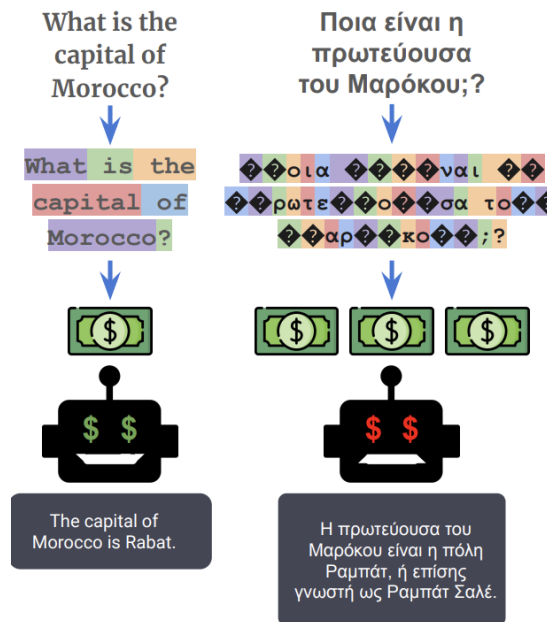 What is the
capital of
Morocco?
What is the
capital of
Morocco?
$
$ $
The capital of
Morocco is Rabat.
Ποια είναι η
πρωτεύουσα
του Μαρόκου;?
��οια ����ναι ��
��ρωτε��ο��σα το��
��αρ��κο��;?
$ $ $
$ $
Η πρωτεύουσα του
Μαρόκου είναι η πόλη
Ραμπάτ, ή επίσης
γνωστή ως Ραμπάτ Σαλέ.